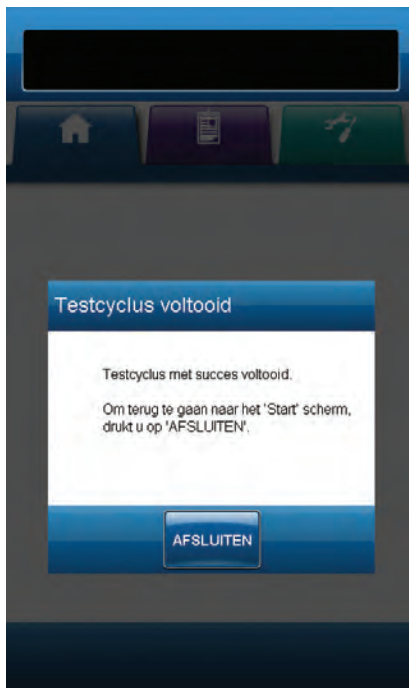 Testcyclus voltooid
Testcyclus met succes voltooid.
Om terug te gaan naar het 'Start' scherm,
drukt u op 'AFSLUITEN'.
AFSLUITEN